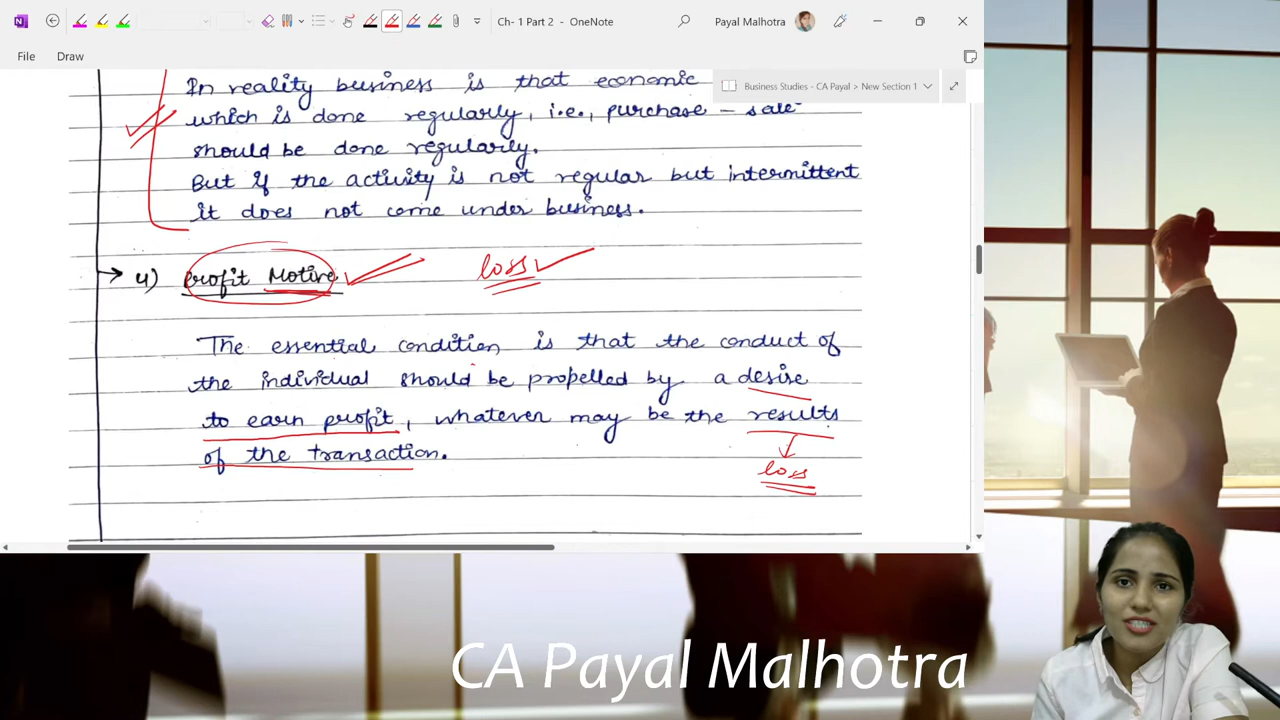 File Draw
Ch- 1 Part 2 - OneNote
Payal Malhotra
Business Studies - CA Payal > New Section 1
In reality business is that economic
which is done regularly, i.e., purchase - sale
should be done regularly.
But if the activity is not regular but intermittent
it does not come under business.
4) Profit Motive
loss
The essential condition is that the conduct of
the individual should be propelled by a desire
to earn profit, whatever may be the results
of the transaction.
loss
CA Payal Malhotra